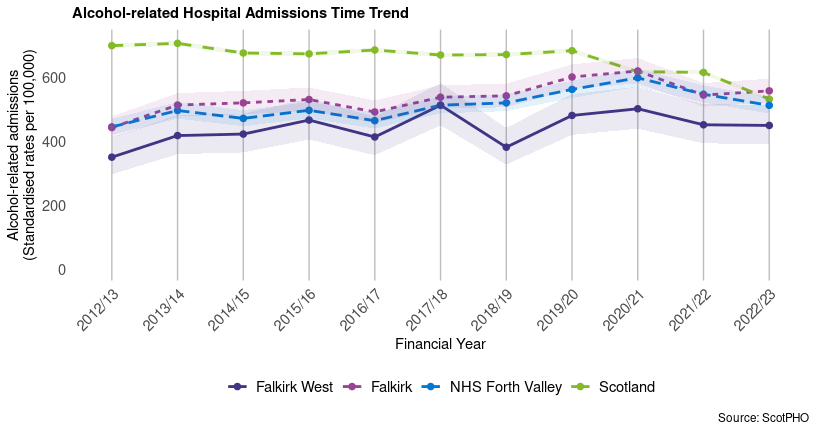 Alcohol-related Hospital Admissions Time Trend
Alcohol-related admissions
(Standardised rates per 100,000)
600
400
200
0
2012/13
2013/14
2014/15
2015/16
2016/17
2017/18
2018/19
2019/20
2020/21
2021/22
2022/23
Financial Year
Falkirk West
Falkirk
NHS Forth Valley
Scotland
Source: ScotPHO